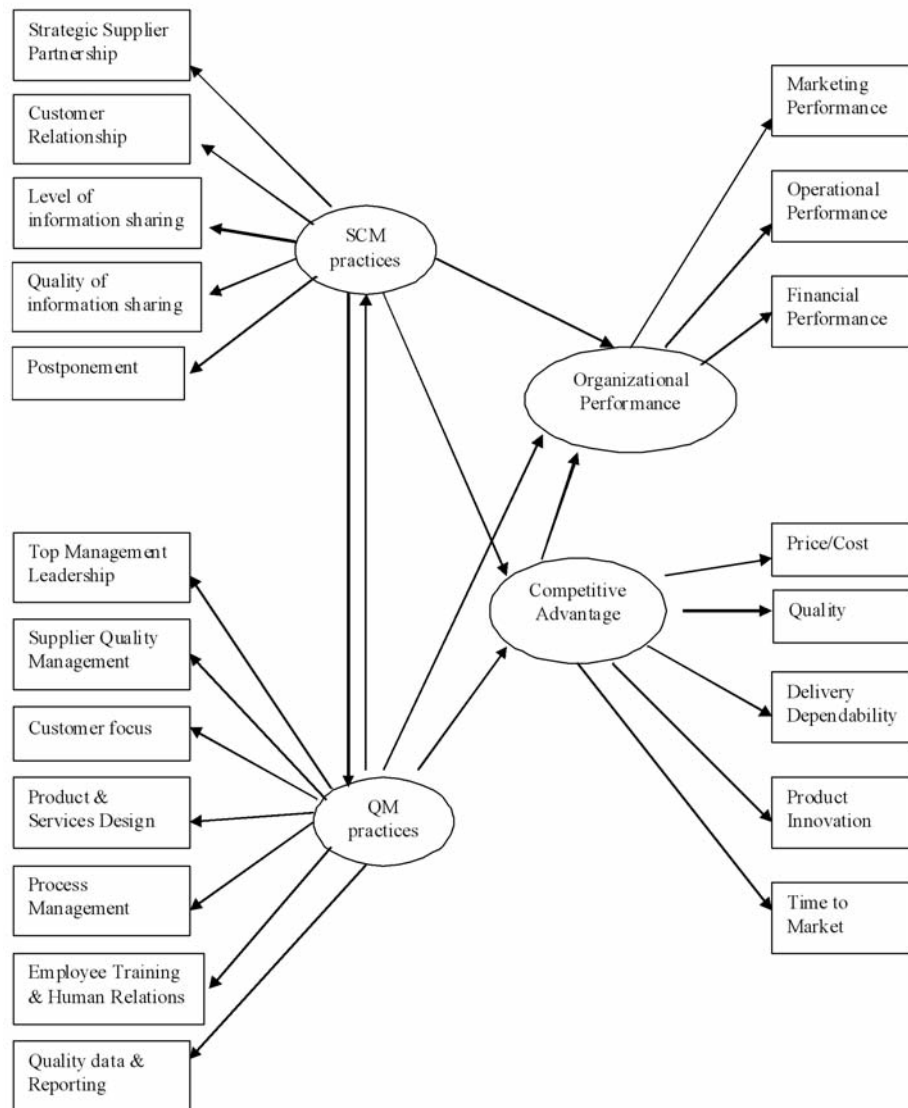 Strategic Supplier
Partnership
Customer
Relationship
Level of
information sharing
Quality of
information sharing
Postponement
SCM
practices
Marketing
Performance
Operational
Performance
Financial
Performance
Organizational
Performance
Top Management
Leadership
Supplier Quality
Management
Customer focus
Product &
Services Design
Process
Management
Employee Training
& Human Relations
Quality data &
Reporting
QM
practices
Competitive
Advantage
Price/Cost
Quality
Delivery
Dependability
Product
Innovation
Time to
Market